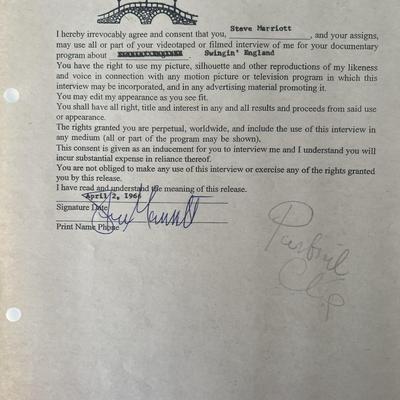 Steve Marriott
I hereby irrevocably agree and consent that you, , and your assigns,
may use all or part of your videotaped or filmed interview of me for your documentary
program about . Swingin' England
You have the right to use my picture, silhouette and other reproductions of my likeness
and voice in connection with any motion picture or television program in which this
interview may be incorporated, and in any advertising material promoting it.
You may edit my appearance as you see fit.
You shall have all right, title and interest in any and all results and proceeds from said use
or appearance.
The rights granted you are perpetual, worldwide, and include the use of this interview in
any medium (all or part of the program may be shown).
This consent is given as an inducement for you to interview me and I understand you will
incur substantial expense in reliance thereof.
You are not obliged to make any use of this interview or exercise any of the rights granted
you by this release.
I have read and understand the meaning of this release.
April 2, 1966
Signature Date
Steve Marriott
Print Name Phone
Clip